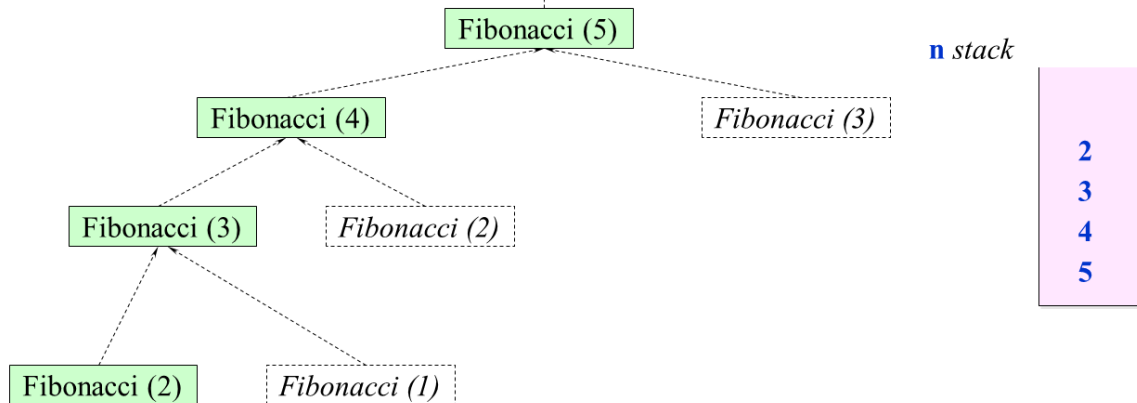 Fibonacci (5)
n stack
Fibonacci (4)
Fibonacci (3)
2
3
Fibonacci (3)
Fibonacci (2)
4
5
Fibonacci (2)
Fibonacci (1)